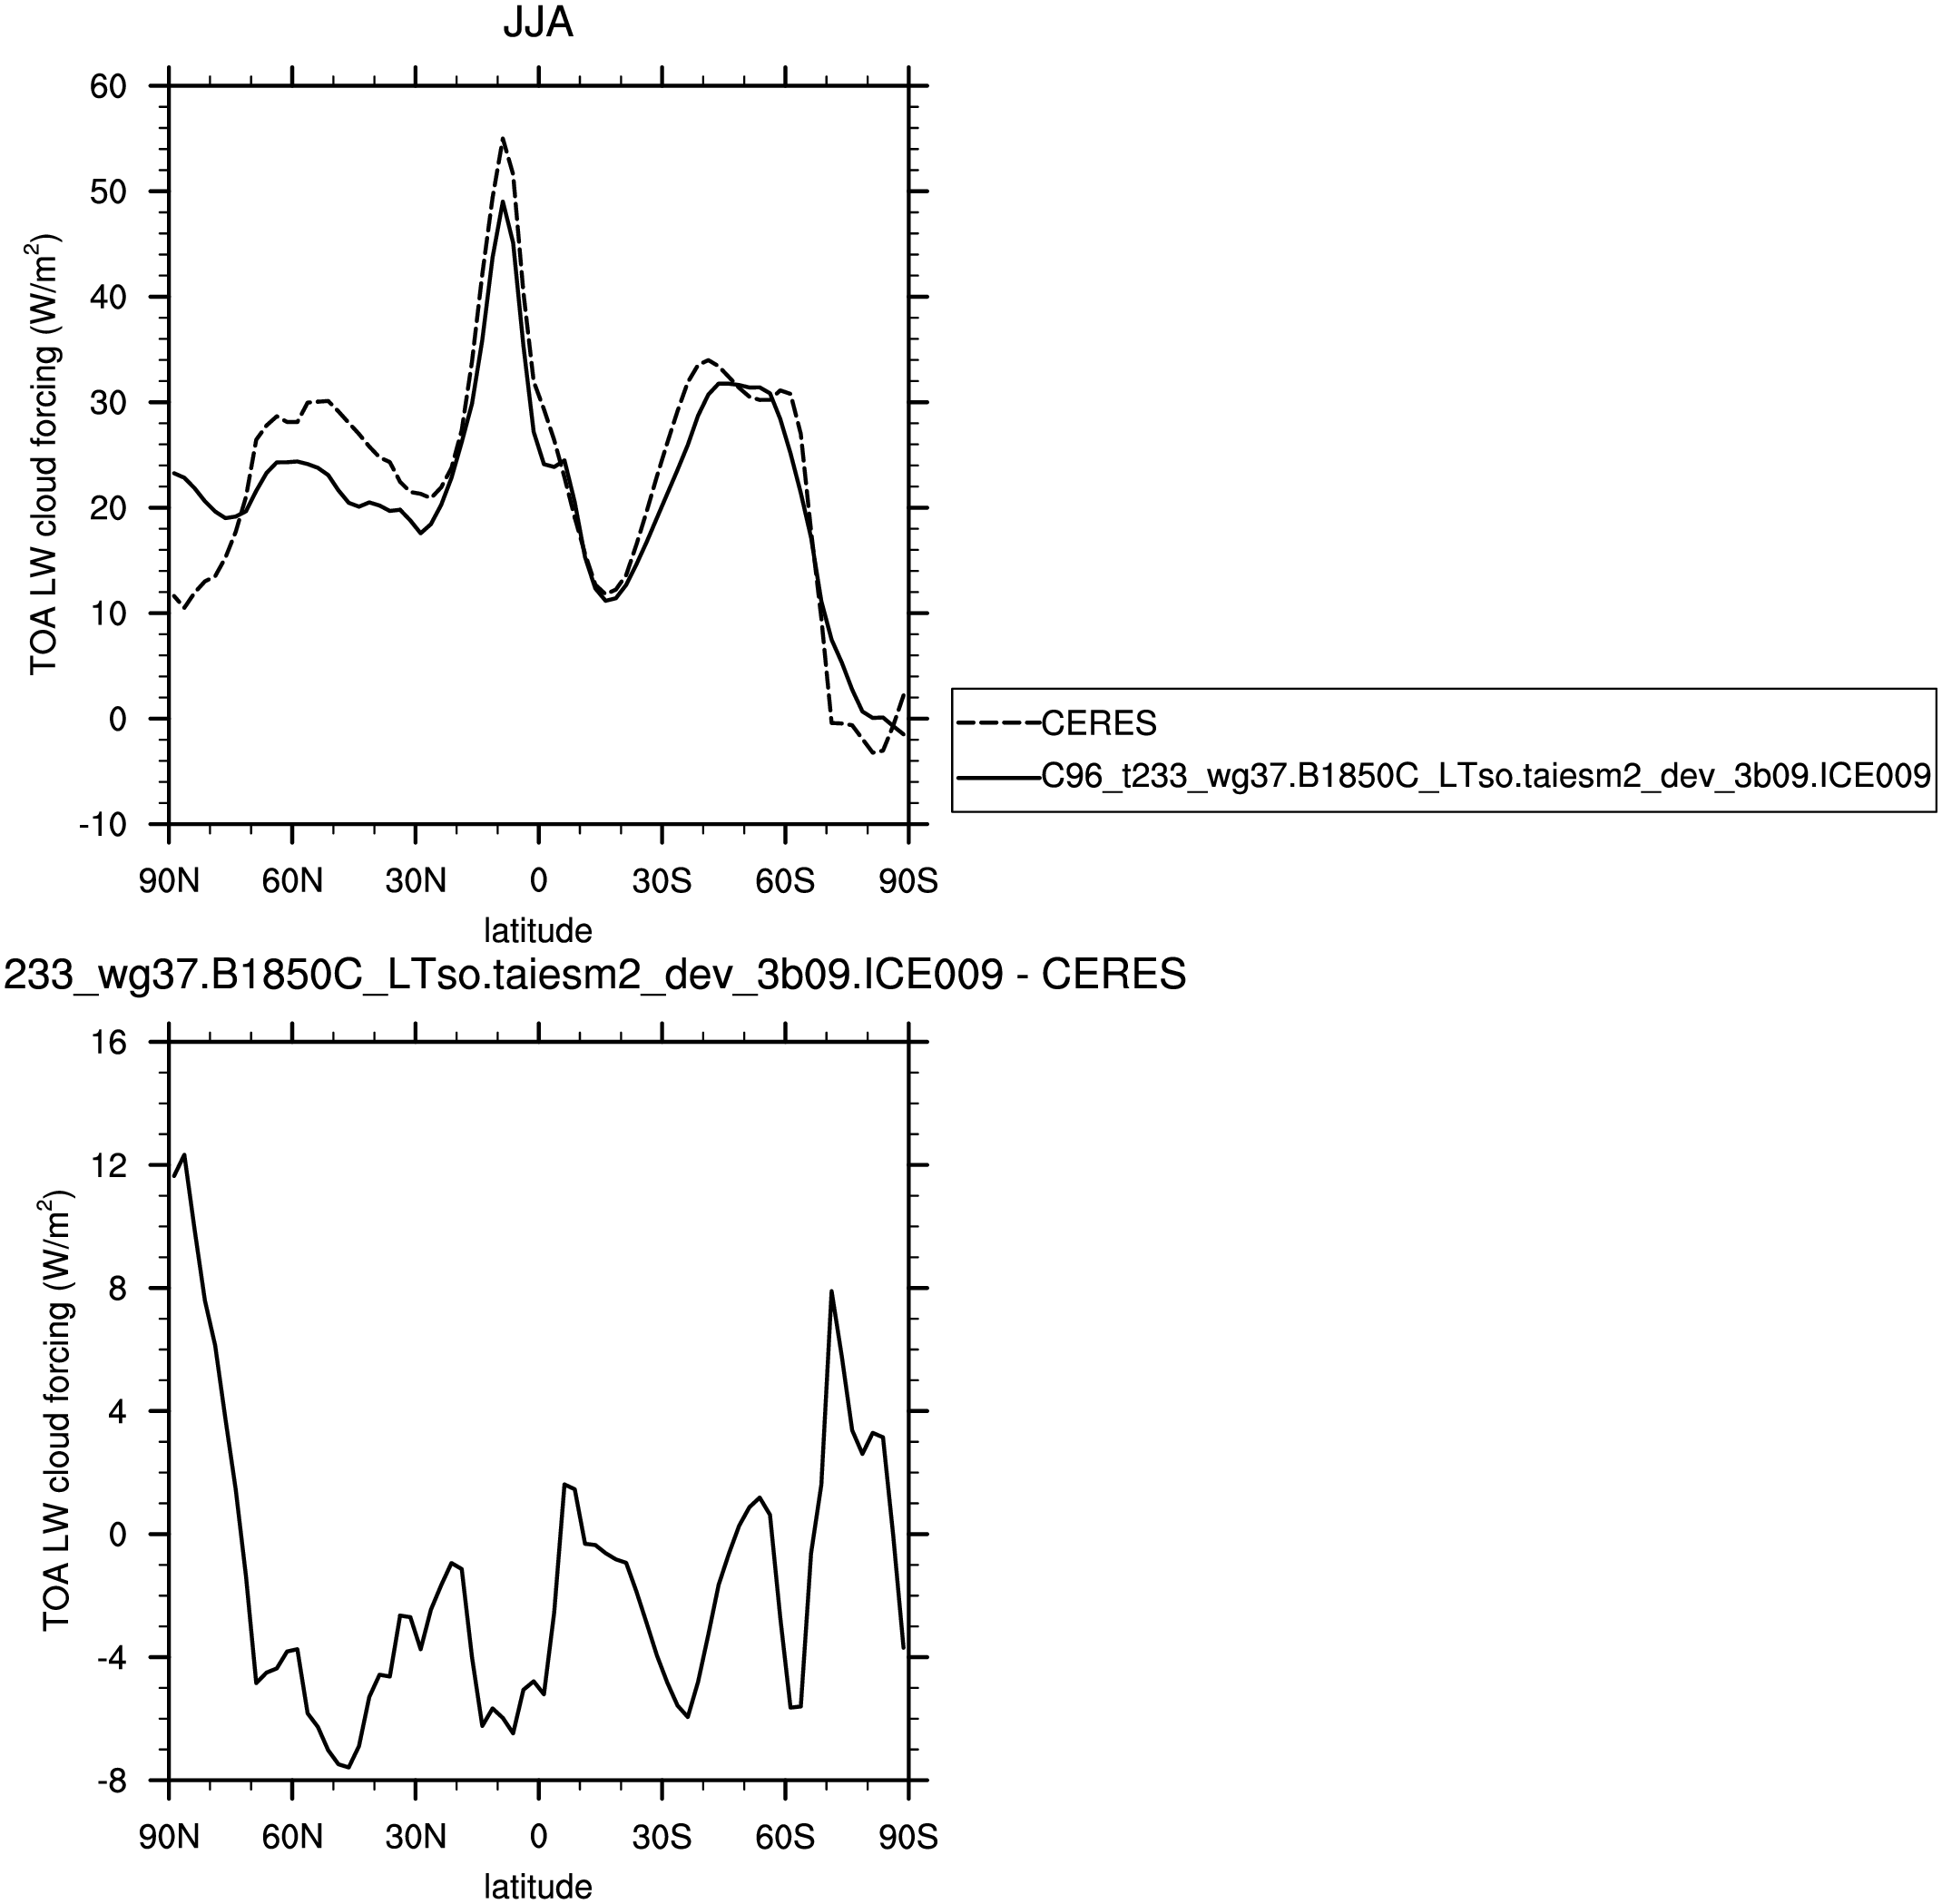 JJA
60
50
40
30
20
10
0
-10
TOA LW cloud forcing (W/m²)
90N 60N 30N 0 30S 60S 90S
latitude
CERES
C96_t233_wg37.B1850C_LTso.taiesm2_dev_3b09.ICE009
233_wg37.B1850C_LTso.taiesm2_dev_3b09.ICE009 - CERES
16
12
8
4
0
-4
-8
TOA LW cloud forcing (W/m²)
90N 60N 30N 0 30S 60S 90S
latitude